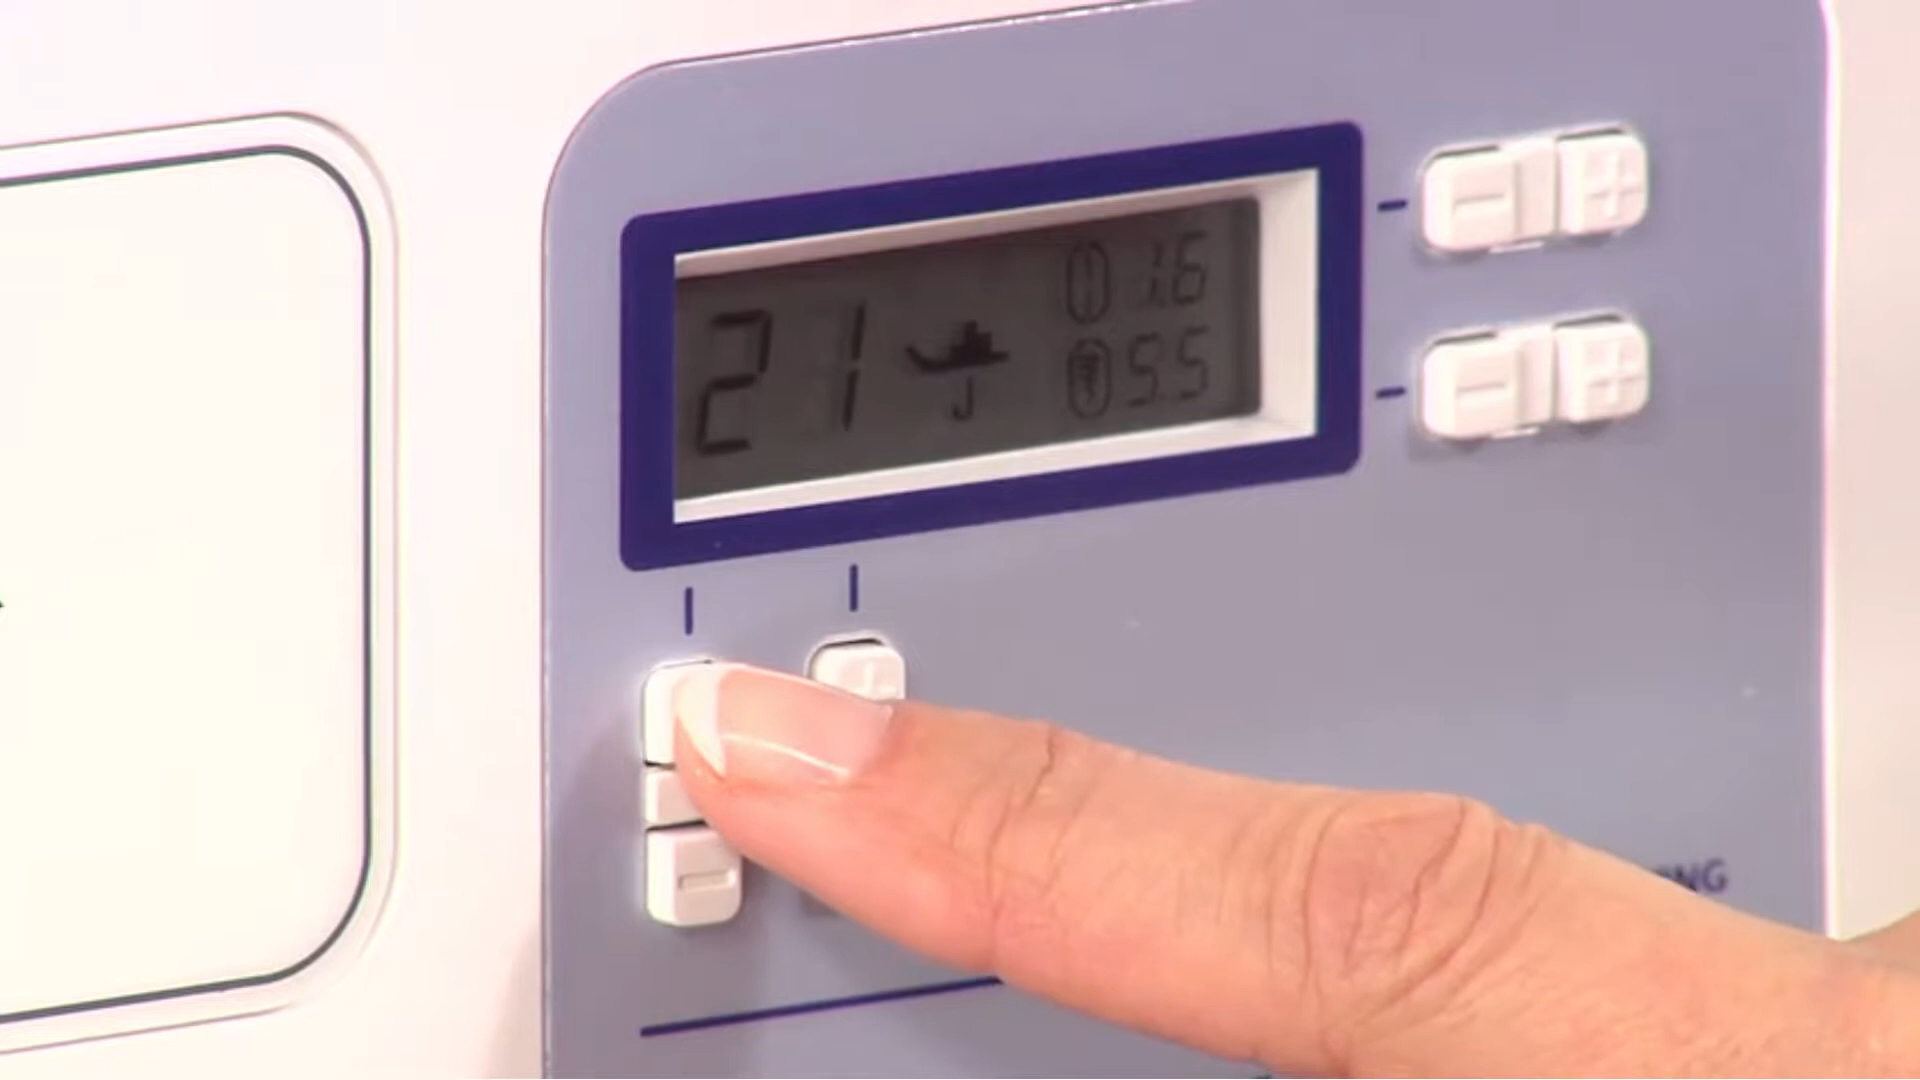 21 J 1.6
5.5
- +
- +
+
-
NG